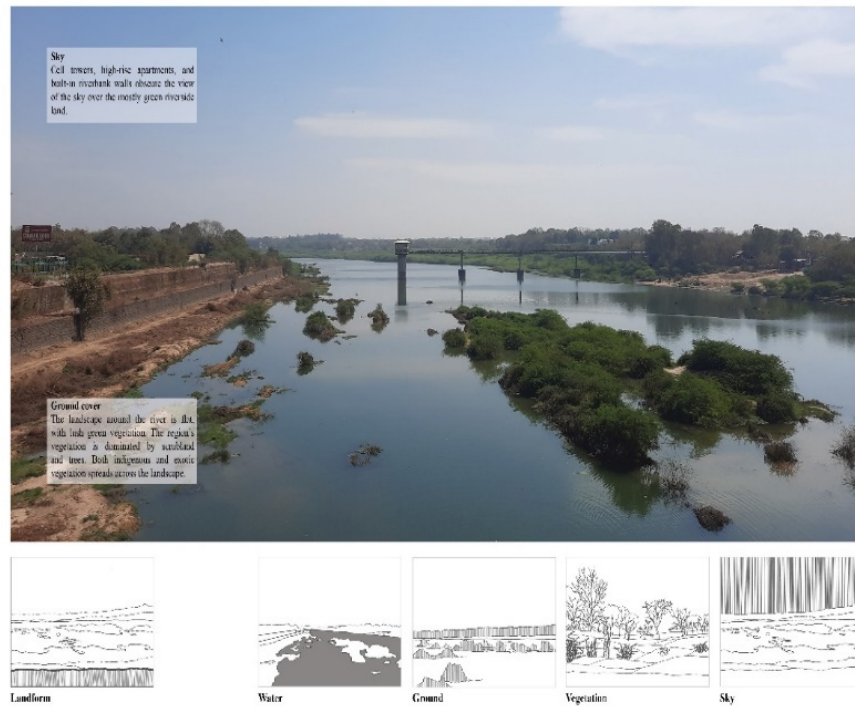 Sky
Cell towers, high-rise apartments, and
built-in riverbank walls obscure the view
of the sky over the mostly green riverside
land.
Ground cover
The landscape around the river is flat,
with lush green vegetation. The region's
vegetation is dominated by scrubland
and trees. Both indigenous and exotic
vegetation spreads across the landscape.
Landform
Water
Ground
Vegetation
Sky